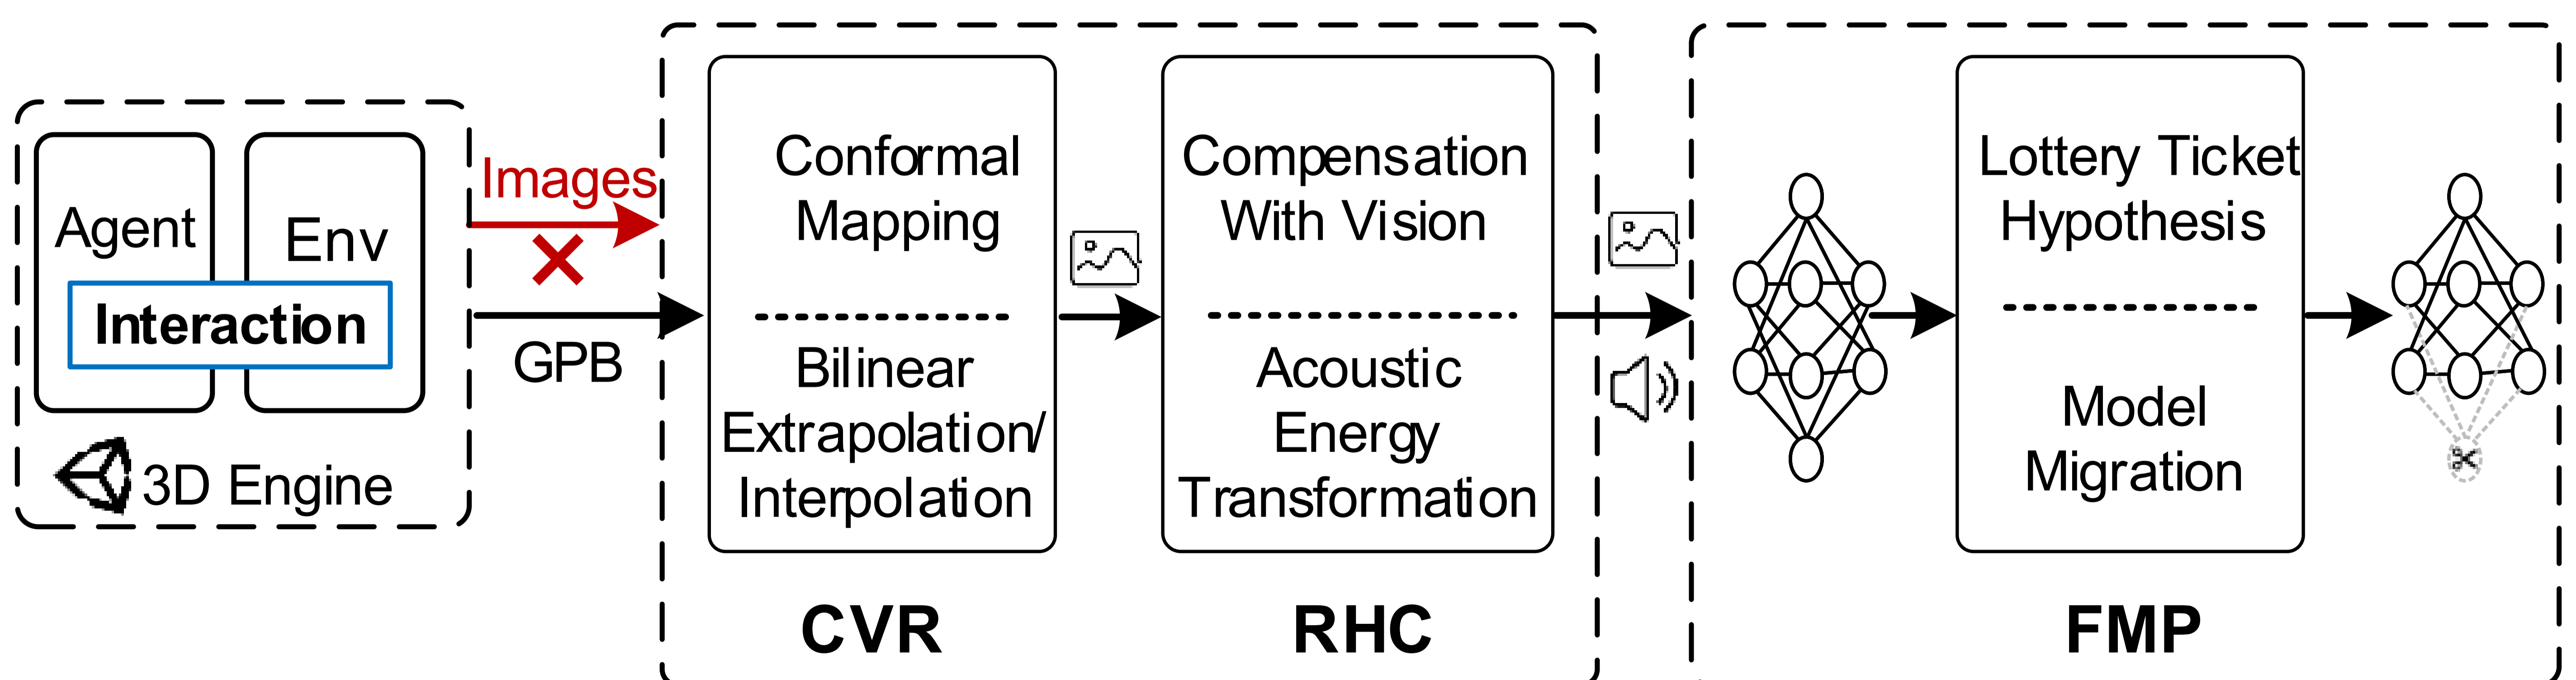 Agent
Env
Interaction
3D Engine
Images
GPB
Conformal
Mapping
Bilinear
Extrapolation/
Interpolation
CVR
Compensation
With Vision
Acoustic
Energy
Transformation
RHC
Lottery Ticket
Hypothesis
Model
Migration
FMP